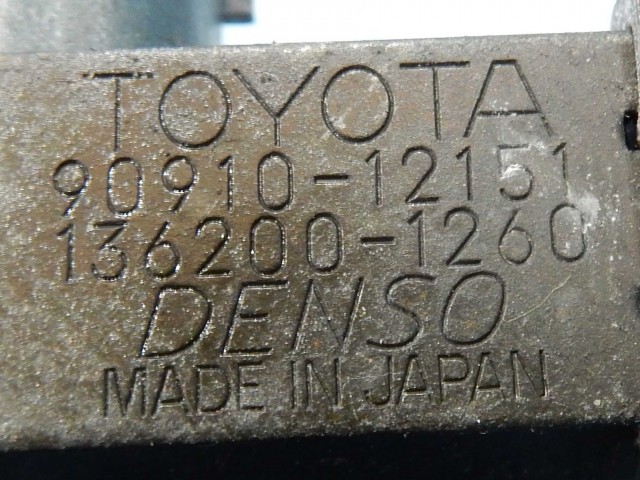 TOYOTA
90910-12151
136200-1260
DENSO
MADE IN JAPAN